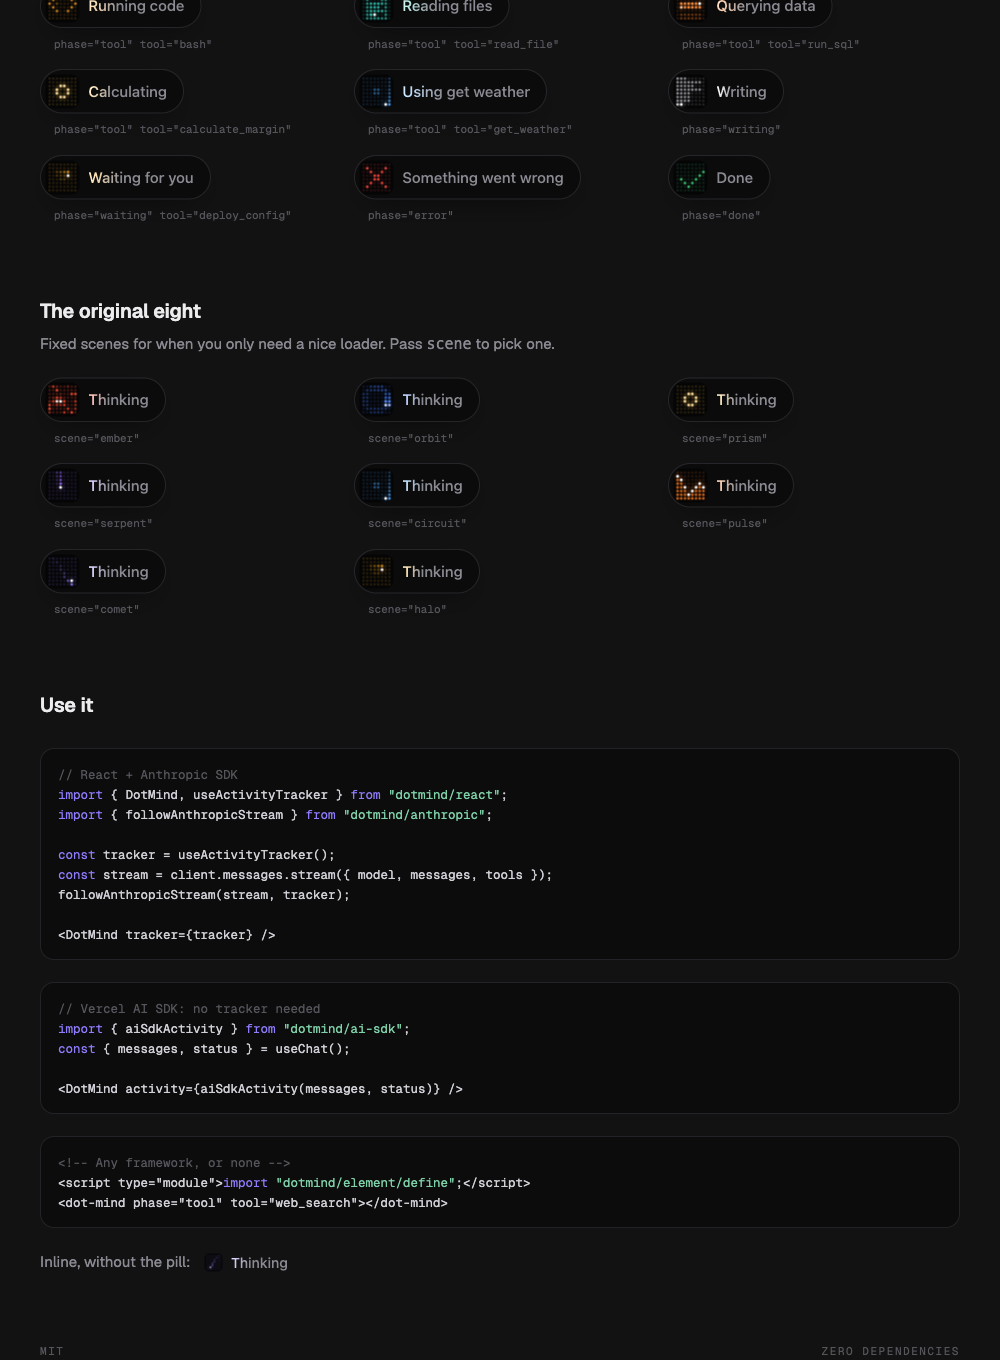 Running code
Reading files
Querying data
phase="tool" tool="bash"
phase="tool" tool="read_file"
phase="tool" tool="run_sql"
Calculating
Using get weather
Writing
phase="tool" tool="calculate_margin"
phase="tool" tool="get_weather"
phase="writing"
Waiting for you
Something went wrong
Done
phase="waiting" tool="deploy_config"
phase="error"
phase="done"
The original eight
Fixed scenes for when you only need a nice loader. Pass scene to pick one.
Thinking
Thinking
Thinking
scene="ember"
scene="orbit"
scene="prism"
Thinking
Thinking
Thinking
scene="serpent"
scene="circuit"
scene="pulse"
Thinking
Thinking
scene="comet"
scene="halo"
Use it
// React + Anthropic SDK
import { DotMind, useActivityTracker } from "dotmind/react";
import { followAnthropicStream } from "dotmind/anthropic";
const tracker = useActivityTracker();
const stream = client.messages.stream({ model, messages, tools });
followAnthropicStream(stream, tracker);
<DotMind tracker={tracker} />
// Vercel AI SDK: no tracker needed
import { aiSdkActivity } from "dotmind/ai-sdk";
const { messages, status } = useChat();
<DotMind activity={aiSdkActivity(messages, status)} />
<!-- Any framework, or none -->
<script type="module">import "dotmind/element/define";</script>
<dot-mind phase="tool" tool="web_search"></dot-mind>
Inline, without the pill:
Thinking
MIT
ZERO DEPENDENCIES